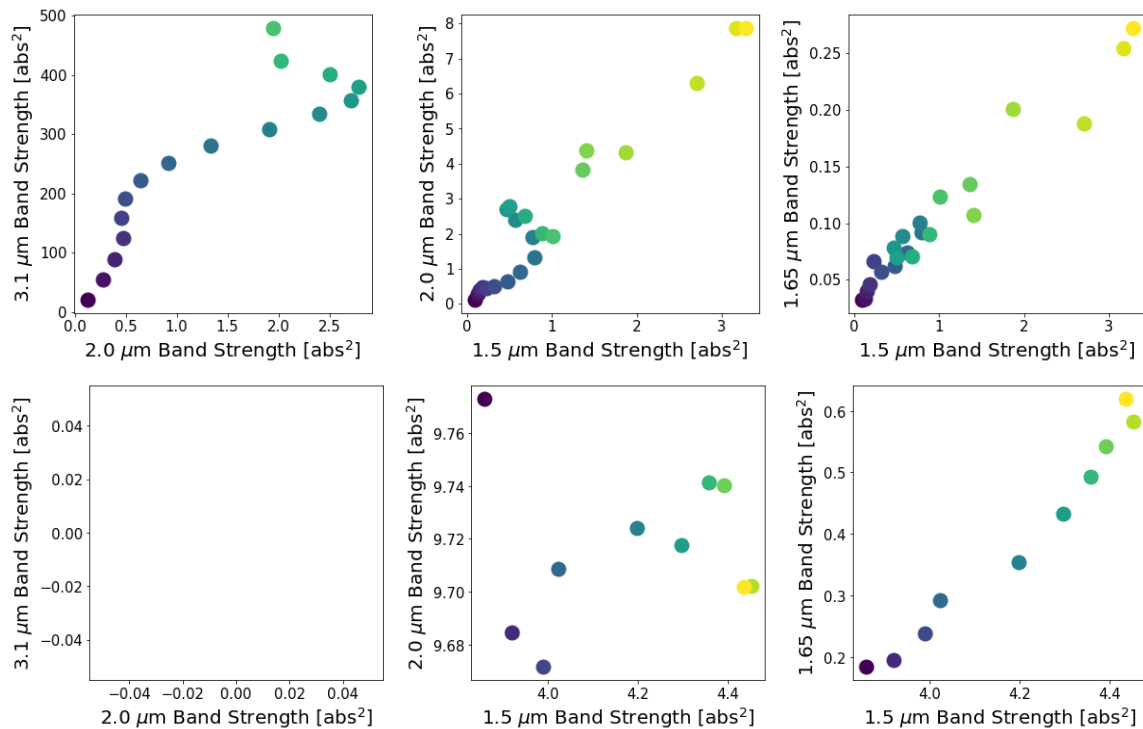 500
400
300
200
100
0
3.1 μm Band Strength [abs²]
0.0 0.5 1.0 1.5 2.0 2.5
2.0 μm Band Strength [abs²]
8
7
6
5
4
3
2
1
0
2.0 μm Band Strength [abs²]
0 1 2 3
1.5 μm Band Strength [abs²]
0.25
0.20
0.15
0.10
0.05
1.65 μm Band Strength [abs²]
0 1 2 3
1.5 μm Band Strength [abs²]
0.04
0.02
0.00
−0.02
−0.04
3.1 μm Band Strength [abs²]
−0.04 −0.02 0.00 0.02 0.04
2.0 μm Band Strength [abs²]
9.76
9.74
9.72
9.70
9.68
2.0 μm Band Strength [abs²]
4.0 4.2 4.4
1.5 μm Band Strength [abs²]
0.6
0.5
0.4
0.3
0.2
1.65 μm Band Strength [abs²]
4.0 4.2 4.4
1.5 μm Band Strength [abs²]